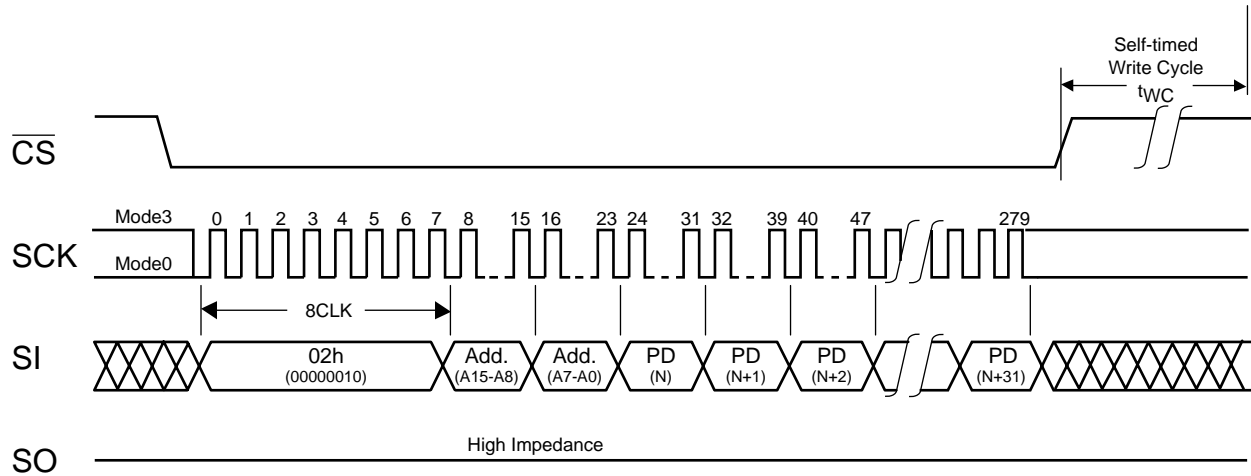 Self-timed
Write Cycle
tWC
CS
Mode3
0 1 2 3 4 5 6 7 8 15 16 23 24 31 32 39 40 47 279
SCK
Mode0
8CLK
SI
02h
(00000010)
Add.
(A15-A8)
Add.
(A7-A0)
PD
(N)
PD
(N+1)
PD
(N+2)
PD
(N+31)
High Impedance
SO